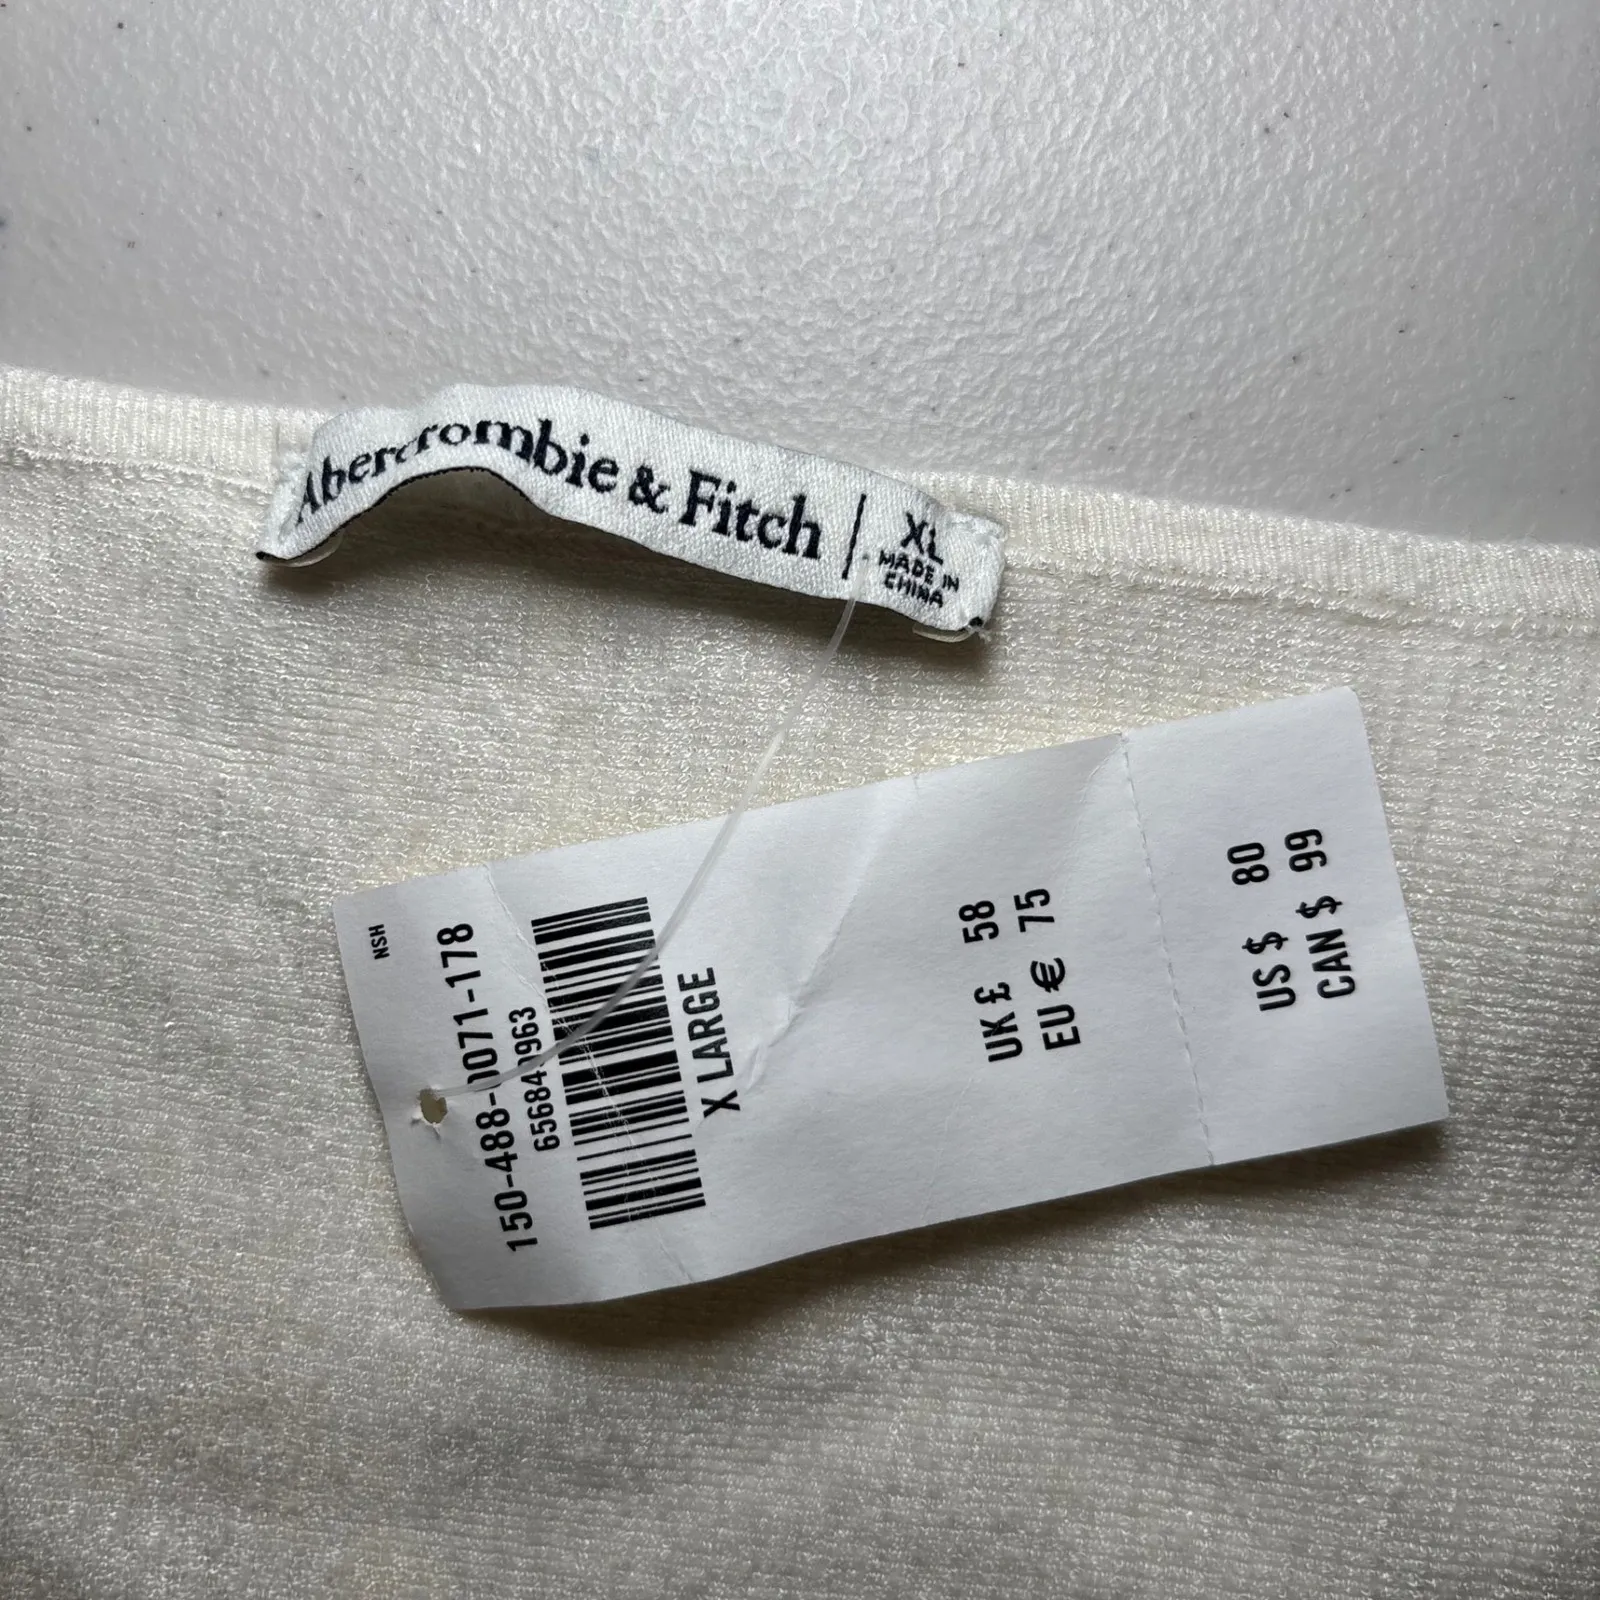 Abercrombie & Fitch
XL
MADE IN
CHINA
NSH
150-488-0071-178
X LARGE
UK £ 58
EU € 75
US $ 80
CAN $ 99